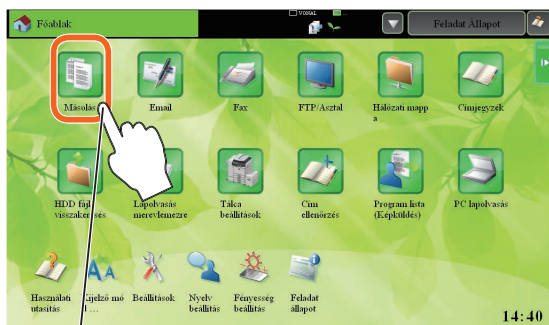 Főablak
VONAL
...
Feladat Állapot
Másolás
Email
Fax
FTP/Asztal
Hálózati mapp
a
Címjegyzék
HDD fájl
visszakeresés
Lapolvasás
merevlemezre
Tálca
beállítások
Cím
ellenőrzés
Program lista
(Képküldés)
PC lapolvasás
Használati
utasítás
Kijelző mó
d ...
Beállítások
Nyelv
beállítás
Fényesség
beállítás
Feladat
állapot
14:40